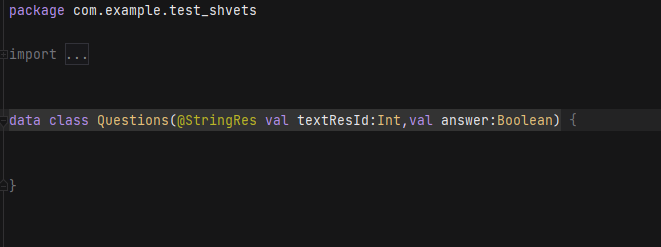 package com.example.test_shvets
import ...
data class Questions(@StringRes val textResId:Int,val answer:Boolean) {
}